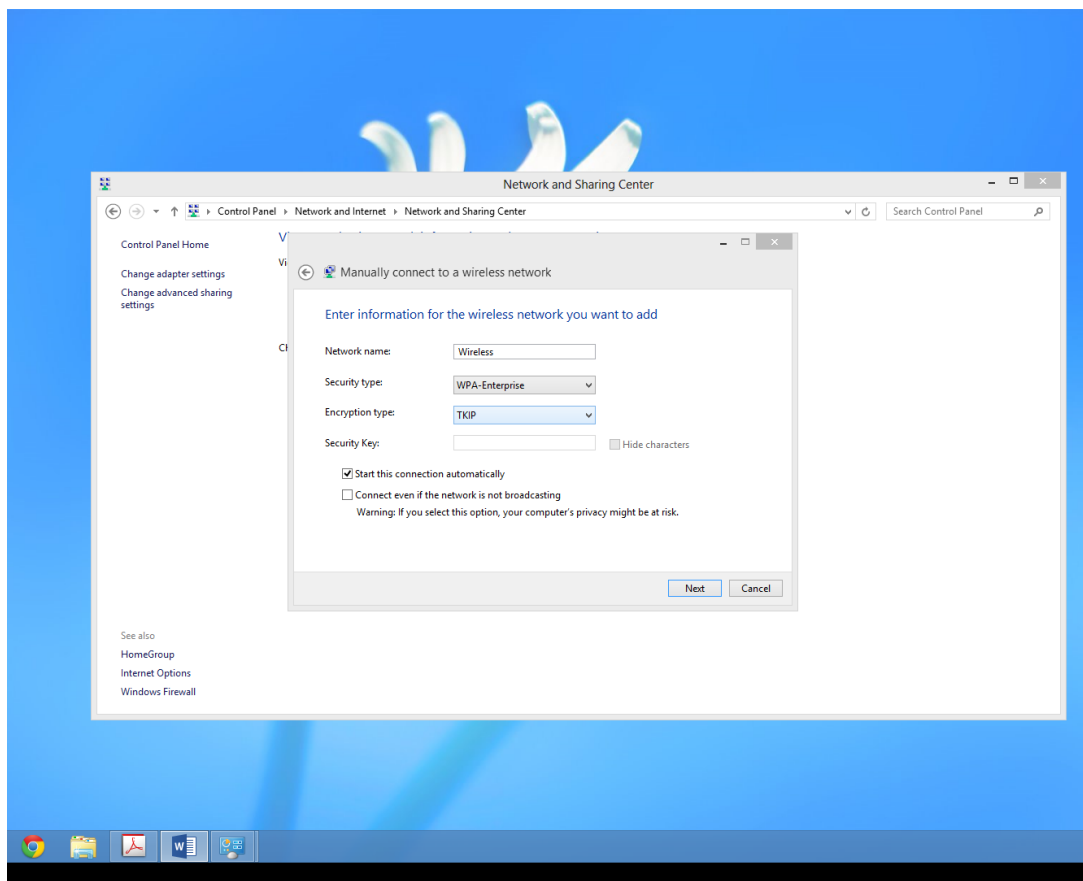 Network and Sharing Center
Control Panel Network and Internet Network and Sharing Center
Search Control Panel
Control Panel Home
Change adapter settings
Change advanced sharing
settings
See also
HomeGroup
Internet Options
Windows Firewall
Vi
Ch
Manually connect to a wireless network
Enter information for the wireless network you want to add
Network name: Wireless
Security type: WPA-Enterprise
Encryption type: TKIP
Security Key: Hide characters
Start this connection automatically
Connect even if the network is not broadcasting
Warning: If you select this option, your computer's privacy might be at risk.
Next Cancel